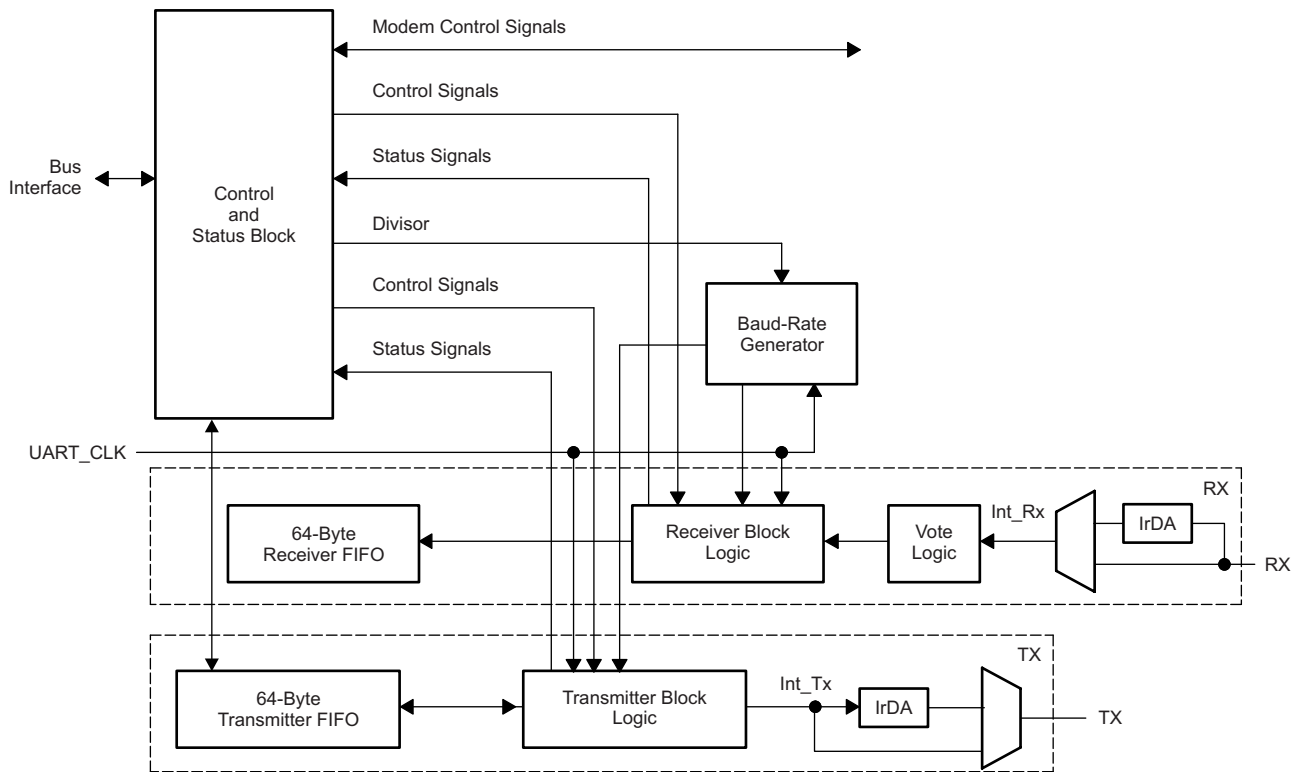 Modem Control Signals
Control Signals
Status Signals
Bus
Interface
Control
and
Status Block
Divisor
Control Signals
Baud-Rate
Generator
Status Signals
UART_CLK
RX
64-Byte
Receiver FIFO
Receiver Block
Logic
Vote
Logic
Int_Rx
IrDA
RX
TX
64-Byte
Transmitter FIFO
Transmitter Block
Logic
Int_Tx
IrDA
TX